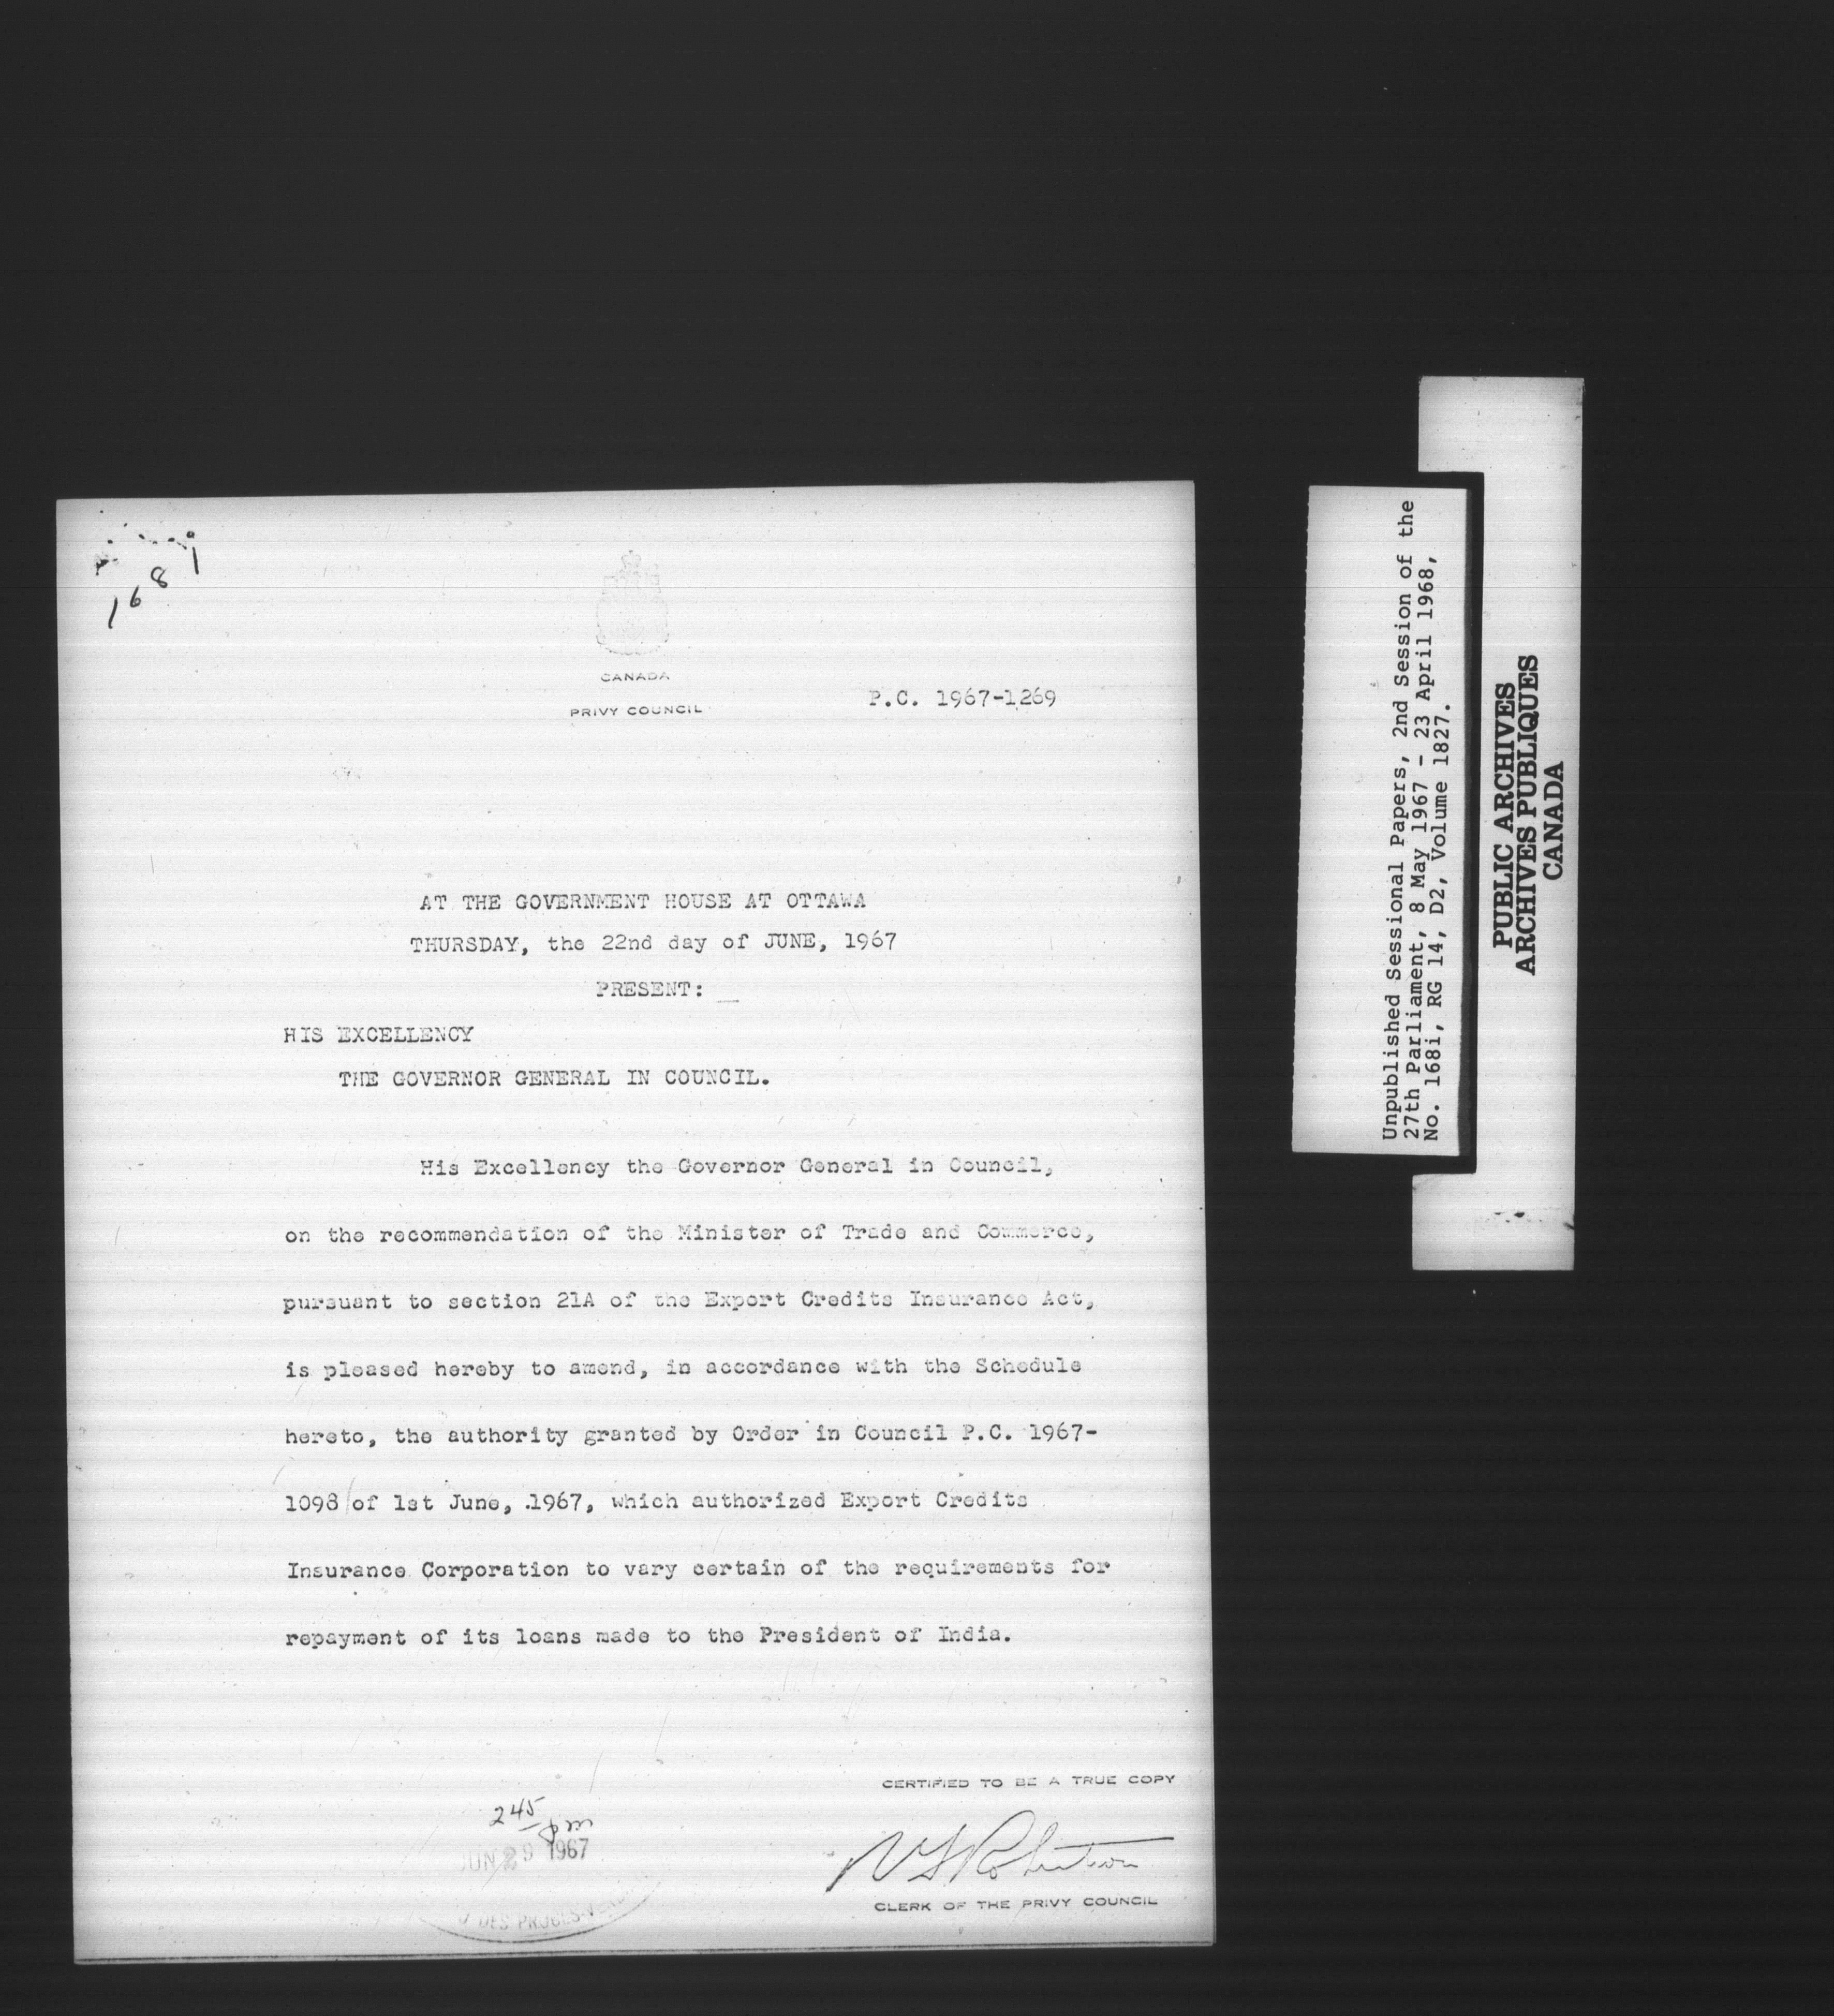 168i
CANADA
PRIVY COUNCIL
P.C. 1967-1269
AT THE GOVERNMENT HOUSE AT OTTAWA
THURSDAY, the 22nd day of JUNE, 1967
PRESENT:
HIS EXCELLENCY
THE GOVERNOR GENERAL IN COUNCIL.
His Excellency the Governor General in Council,
on the recommendation of the Minister of Trade and Commerce,
pursuant to section 21A of the Export Credits Insurance Act,
is pleased hereby to amend, in accordance with the Schedule
hereto, the authority granted by Order in Council P.C. 1967-
1098 of 1st June, 1967, which authorized Export Credits
Insurance Corporation to vary certain of the requirements for
repayment of its loans made to the President of India.
CERTIFIED TO BE A TRUE COPY
N S Robertson
CLERK OF THE PRIVY COUNCIL
245
JUN 29 1967
DES PROCES-
Unpublished Sessional Papers, 2nd Session of the
27th Parliament, 8 May 1967 - 23 April 1968,
No. 168i, RG 14, D2, Volume 1827.
PUBLIC ARCHIVES
ARCHIVES PUBLIQUES
CANADA